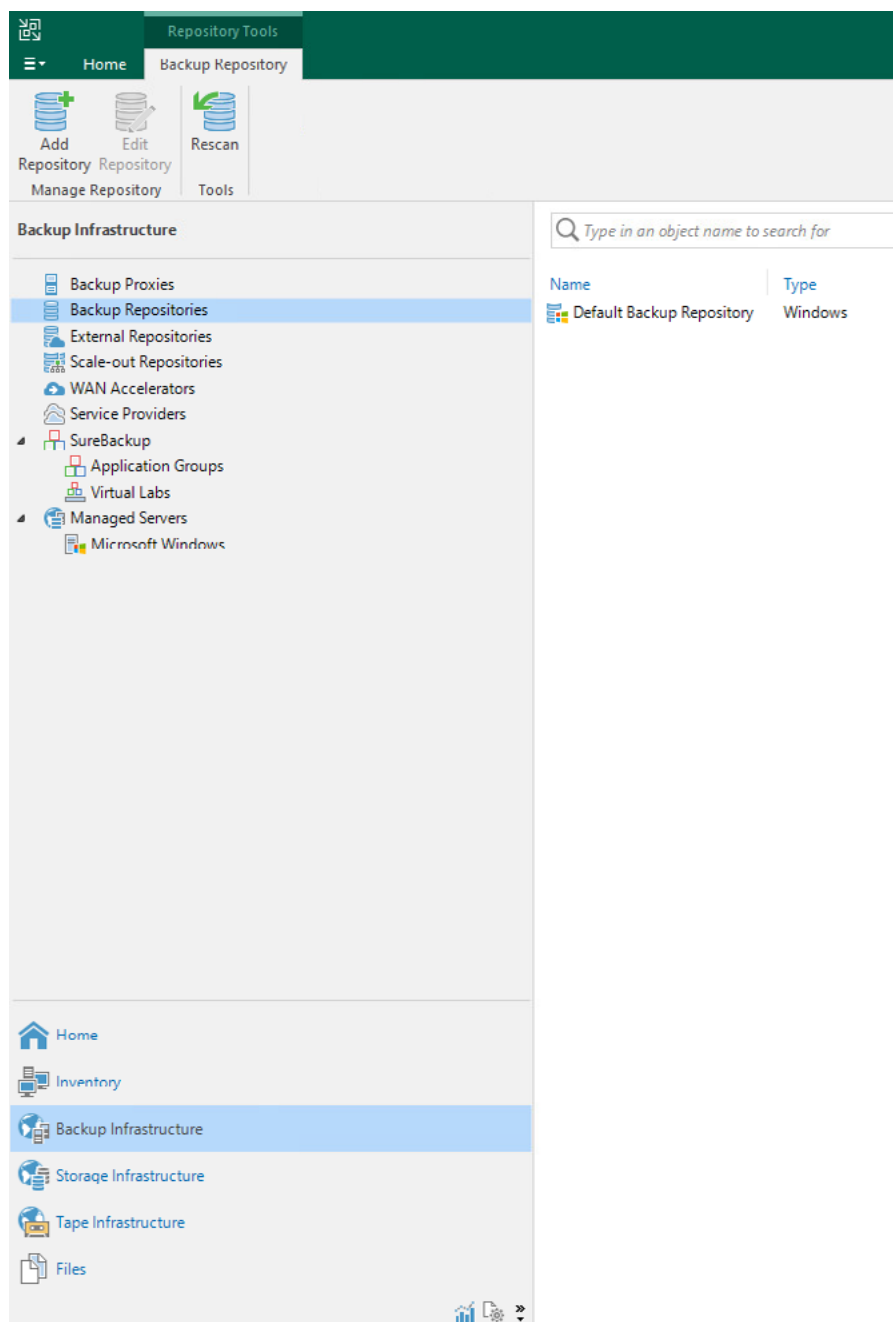 Repository Tools
Home
Backup Repository
Add Repository
Edit Repository
Rescan
Manage Repository
Tools
Backup Infrastructure
Type in an object name to search for
Backup Proxies
Backup Repositories
External Repositories
Scale-out Repositories
WAN Accelerators
Service Providers
SureBackup
Application Groups
Virtual Labs
Managed Servers
Microsoft Windows
Name
Type
Default Backup Repository
Windows
Home
Inventory
Backup Infrastructure
Storage Infrastructure
Tape Infrastructure
Files